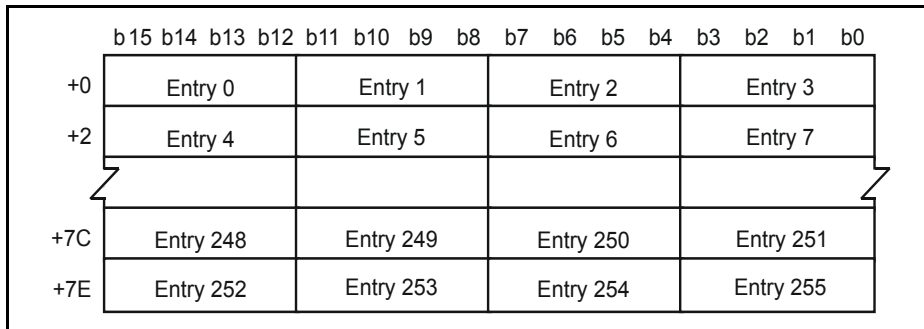 b15 b14 b13 b12 b11 b10 b9 b8 b7 b6 b5 b4 b3 b2 b1 b0
+0 Entry 0 Entry 1 Entry 2 Entry 3
+2 Entry 4 Entry 5 Entry 6 Entry 7
+7C Entry 248 Entry 249 Entry 250 Entry 251
+7E Entry 252 Entry 253 Entry 254 Entry 255